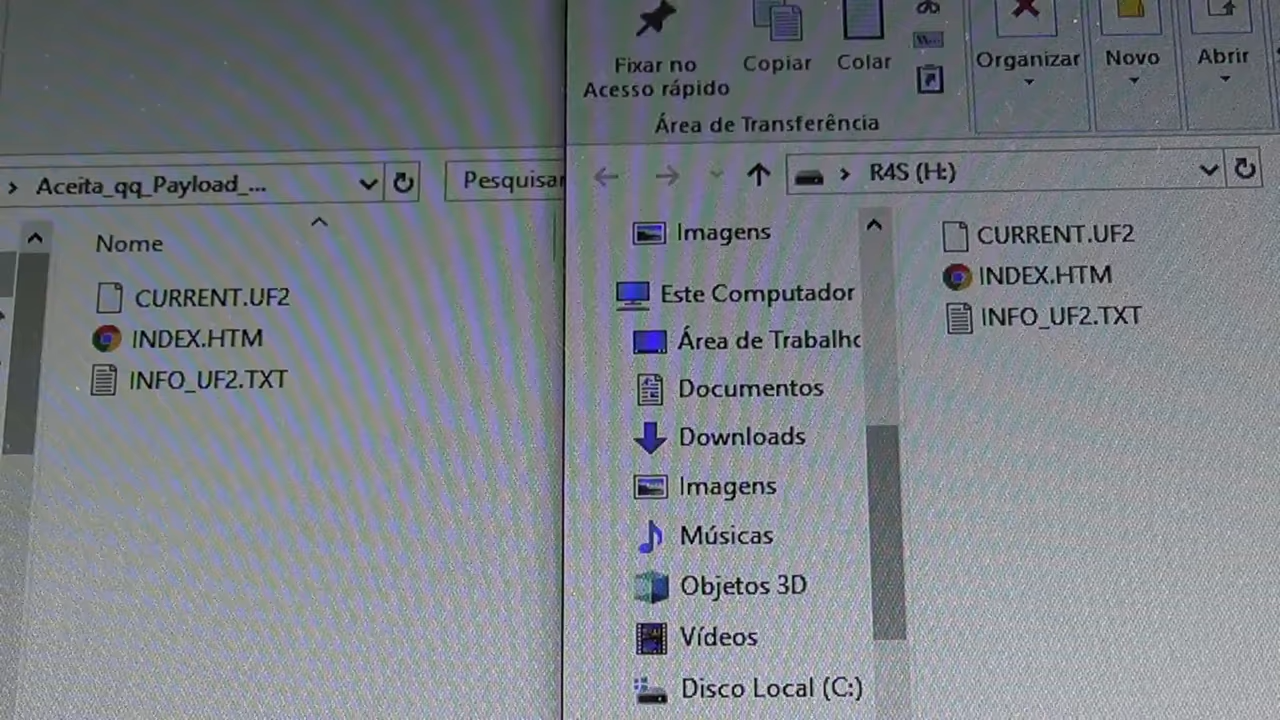 Fixar no
Acesso rápido
Copiar
Colar
Organizar
Novo
Abrir
Área de Transferência
Aceita_qq_Payload_...
Pesquisar
R4S (H:)
Nome
CURRENT.UF2
INDEX.HTM
INFO_UF2.TXT
Imagens
Este Computador
Área de Trabalho
Documentos
Downloads
Imagens
Músicas
Objetos 3D
Vídeos
Disco Local (C:)
CURRENT.UF2
INDEX.HTM
INFO_UF2.TXT